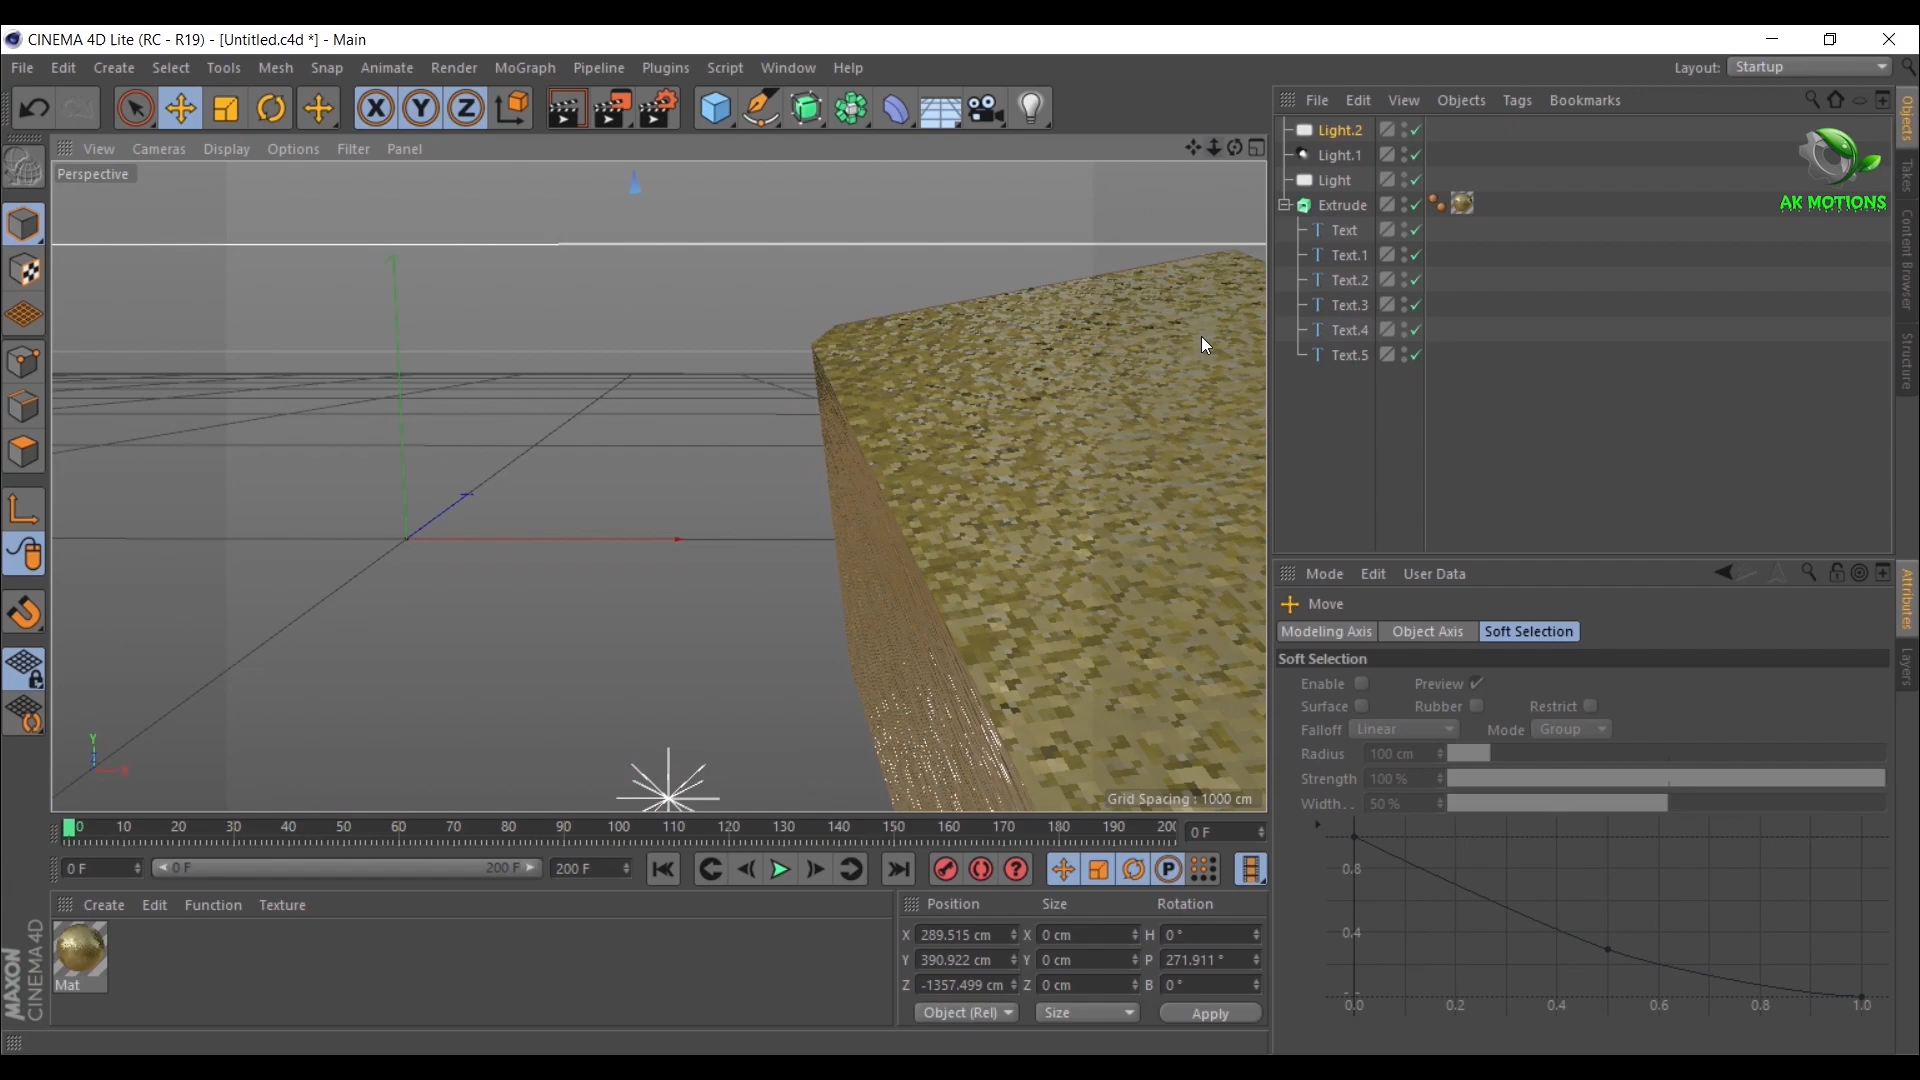 CINEMA 4D Lite (RC - R19) - [Untitled.c4d *] - Main
File Edit Create Select Tools Mesh Snap Animate Render MoGraph Pipeline Plugins Script Window Help
Layout: Startup
X Y Z
File Edit View Objects Tags Bookmarks
View Cameras Display Options Filter Panel
Perspective
Light.2
Light.1
Light
Extrude
Text
Text.1
Text.2
Text.3
Text.4
Text.5
AK MOTIONS
Objects
Takes
Content Browser
Structure
Y
X
Grid Spacing : 1000 cm
Mode Edit User Data
Move
Modeling Axis Object Axis Soft Selection
Soft Selection
Enable Preview
Surface Rubber Restrict
Falloff Linear Mode Group
Radius 100 cm
Strength 100 %
Width . . 50 %
0.8
0.4
0.0 0.2 0.4 0.6 0.8 1.0
Attributes
Layers
0 10 20 30 40 50 60 70 80 90 100 110 120 130 140 150 160 170 180 190 200
0 F
0 F 0 F 200 F 200 F
P
Create Edit Function Texture
Mat
MAXON
CINEMA 4D
Position Size Rotation
X 289.515 cm X 0 cm H 0 °
Y 390.922 cm Y 0 cm P 271.911 °
Z -1357.499 cm Z 0 cm B 0 °
Object (Rel) Size Apply